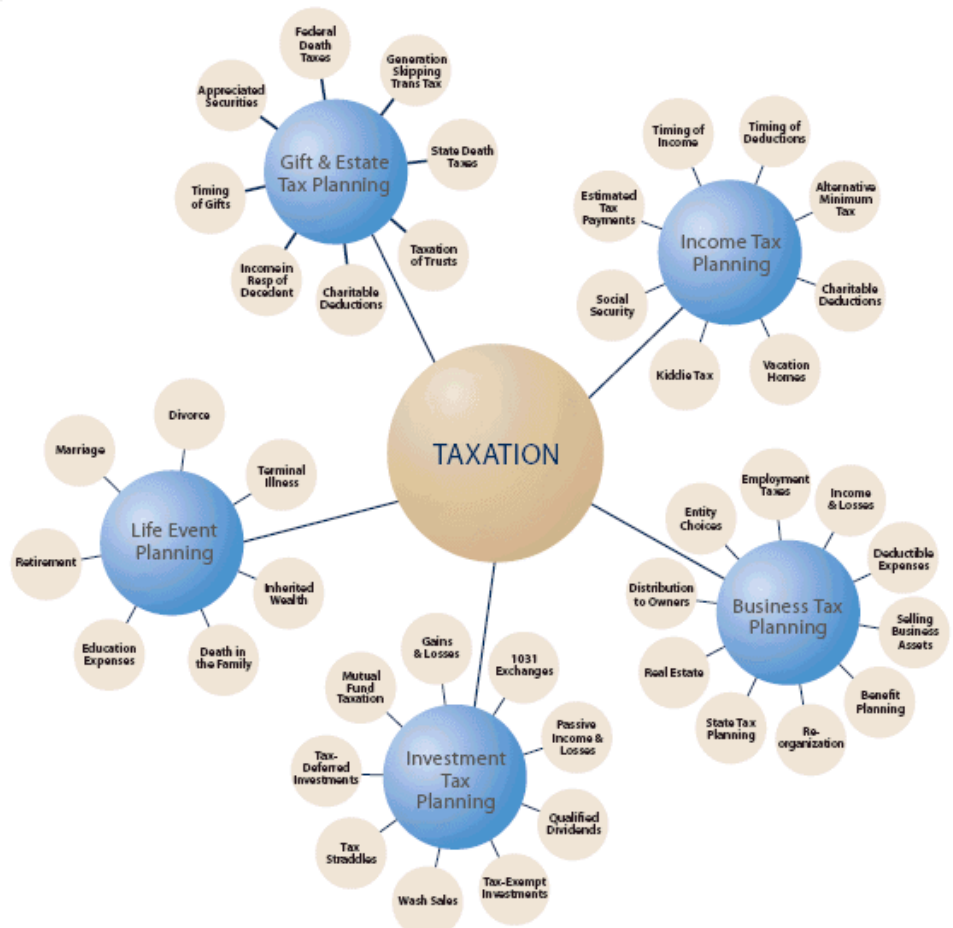 Federal
Death
Taxes
Generation
Skipping
Trans Tax
Appreciated
Securities
State Death
Taxes
Gift & Estate
Tax Planning
Timing
of Gifts
Taxation
of Trusts
Income in
Resp of
Decedent
Charitable
Deductions
Timing of
Income
Timing of
Deductions
Estimated
Tax
Payments
Alternative
Minimum
Tax
Income Tax
Planning
Social
Security
Charitable
Deductions
Kiddie Tax
Vacation
Homes
TAXATION
Divorce
Marriage
Terminal
Illness
Life Event
Planning
Retirement
Inherited
Wealth
Education
Expenses
Death in
the Family
Employment
Taxes
Income
& Losses
Entity
Choices
Deductible
Expenses
Distribution
to Owners
Business Tax
Planning
Selling
Business
Assets
Real Estate
Benefit
Planning
State Tax
Planning
Re-
organization
Gains
& Losses
1031
Exchanges
Mutual
Fund
Taxation
Passive
Income &
Losses
Tax-
Deferred
Investments
Investment
Tax
Planning
Qualified
Dividends
Tax
Straddles
Wash Sales
Tax-Exempt
Investments